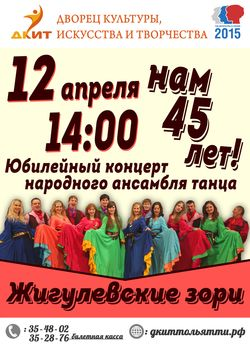 ДКИТ
ДВОРЕЦ КУЛЬТУРЫ,
ИСКУССТВА И ТВОРЧЕСТВА
2015
12 апреля
14:00
нам
45
лет!
Юбилейный концерт
народного ансамбля танца
Жигулевские зори
: 35-48-02
35-28-76 билетная касса
: дкиттольятти.рф